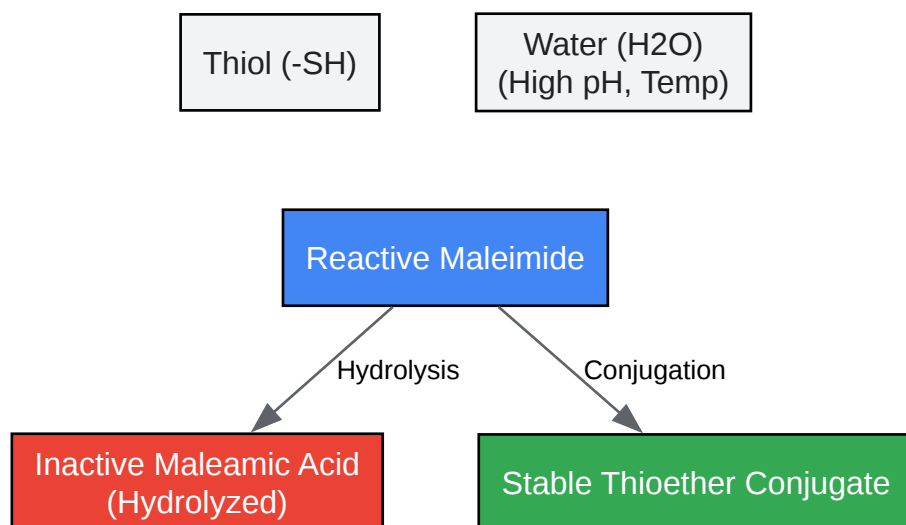 Thiol (-SH)
Water (H2O)
(High pH, Temp)
Reactive Maleimide
Hydrolysis
Conjugation
Inactive Maleamic Acid
(Hydrolyzed)
Stable Thioether Conjugate